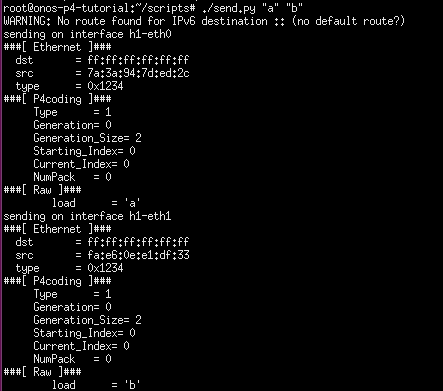 root@onos-p4-tutorial:~/scripts# ./send.py "a" "b"
WARNING: No route found for IPv6 destination :: (no default route?)
sending on interface h1-eth0
###[ Ethernet ]###
  dst       = ff:ff:ff:ff:ff:ff
  src       = 7a:3a:94:7d:ed:2c
  type      = 0x1234
###[ P4coding ]###
     Type      = 1
     Generation= 0
     Generation_Size= 2
     Starting_Index= 0
     Current_Index= 0
     NumPack   = 0
###[ Raw ]###
        load      = 'a'
sending on interface h1-eth1
###[ Ethernet ]###
  dst       = ff:ff:ff:ff:ff:ff
  src       = fa:e6:0e:e1:df:33
  type      = 0x1234
###[ P4coding ]###
     Type      = 1
     Generation= 0
     Generation_Size= 2
     Starting_Index= 0
     Current_Index= 0
     NumPack   = 0
###[ Raw ]###
        load      = 'b'